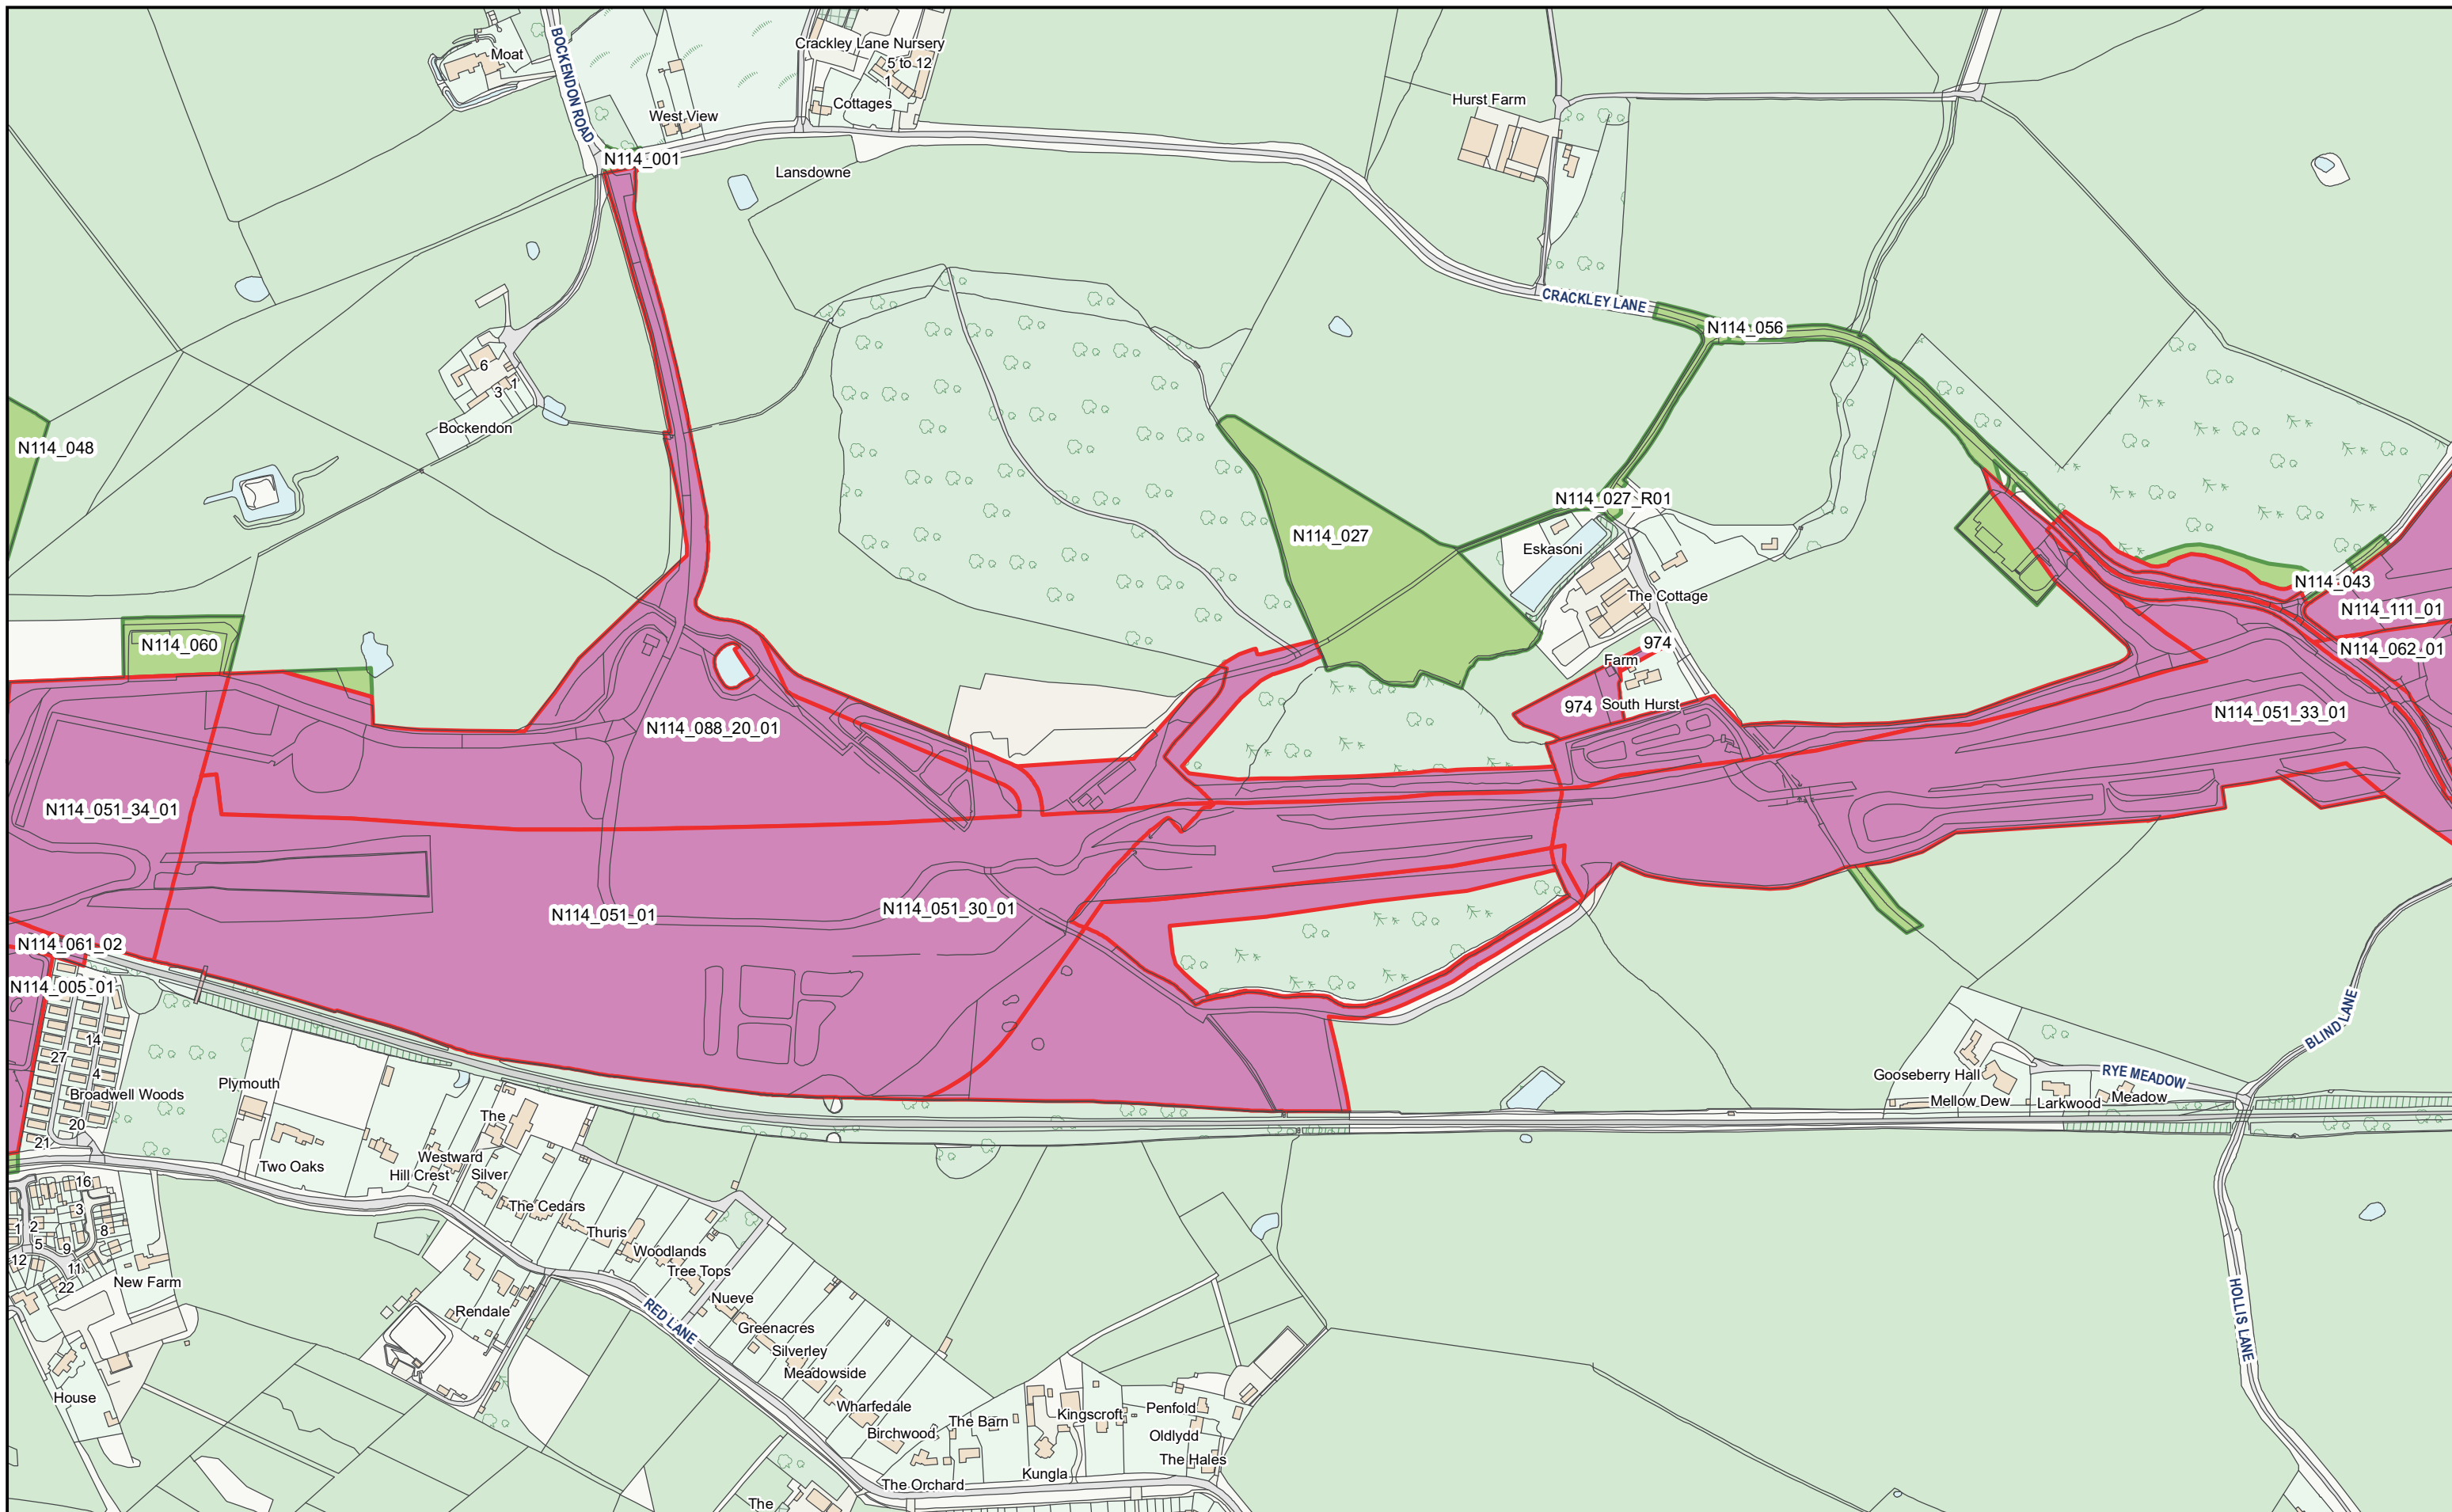 BOCKENDON ROAD
Moat
Crackley Lane Nursery
5 to 12
1
Cottages
West View
Hurst Farm
N114_001
Lansdowne
CRACKLEY LANE
N114_056
6
1
3
Bockendon
N114_048
N114_027_R01
N114_027
Eskasoni
The Cottage
N114_043
N114_111_01
N114_060
974
N114_062_01
Farm
974
South Hurst
N114_051_33_01
N114_088_20_01
N114_051_34_01
N114_051_01
N114_051_30_01
N114_061_02
N114_005_01
14
27
4
Broadwell Woods
20
21
Plymouth
The
Two Oaks
Westward
Hill Crest
Silver
BLIND LANE
Gooseberry Hall
RYE MEADOW
Mellow Dew
Larkwood
Meadow
16
3
1
2
8
5
9
12
11
22
New Farm
The Cedars
Thuris
Woodlands
Tree Tops
Nueve
Rendale
RED LANE
Greenacres
Silverley
Meadowside
HOLLIS LANE
House
Wharfedale
Birchwood
The Barn
Kingscroft
Penfold
Oldlydd
The Hales
Kungla
The Orchard
The